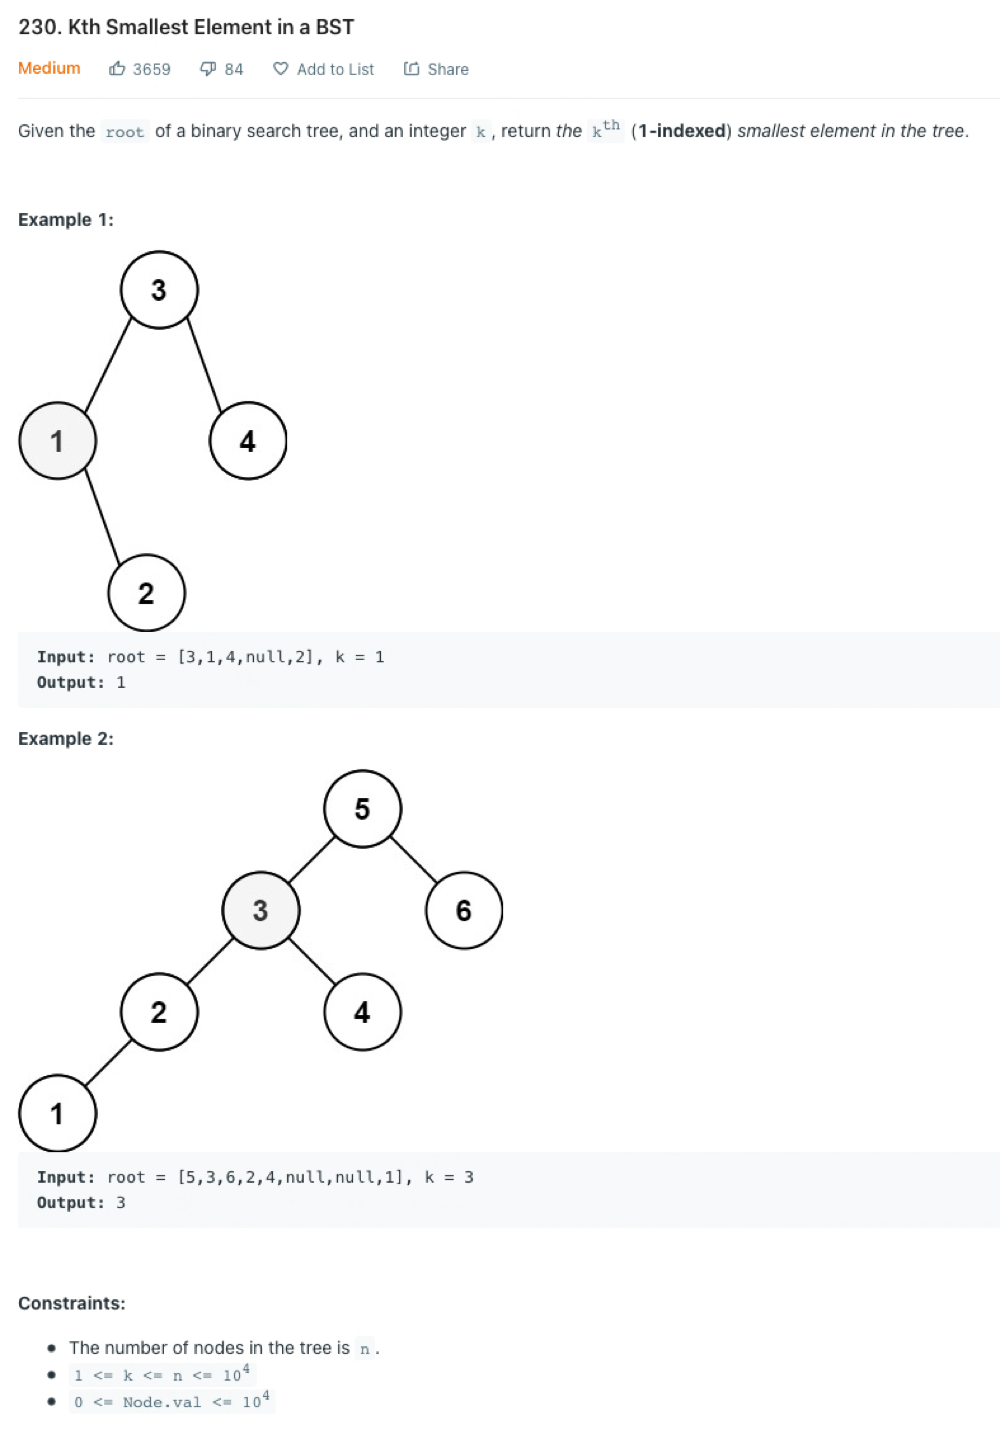 230. Kth Smallest Element in a BST
Medium 3659 84 Add to List Share
Given the root of a binary search tree, and an integer k, return the kth (1-indexed) smallest element in the tree.
Example 1:
3
1 4
2
Input: root = [3,1,4,null,2], k = 1
Output: 1
Example 2:
5
3 6
2 4
1
Input: root = [5,3,6,2,4,null,null,1], k = 3
Output: 3
Constraints:
• The number of nodes in the tree is n.
• 1 <= k <= n <= 10^4
• 0 <= Node.val <= 10^4